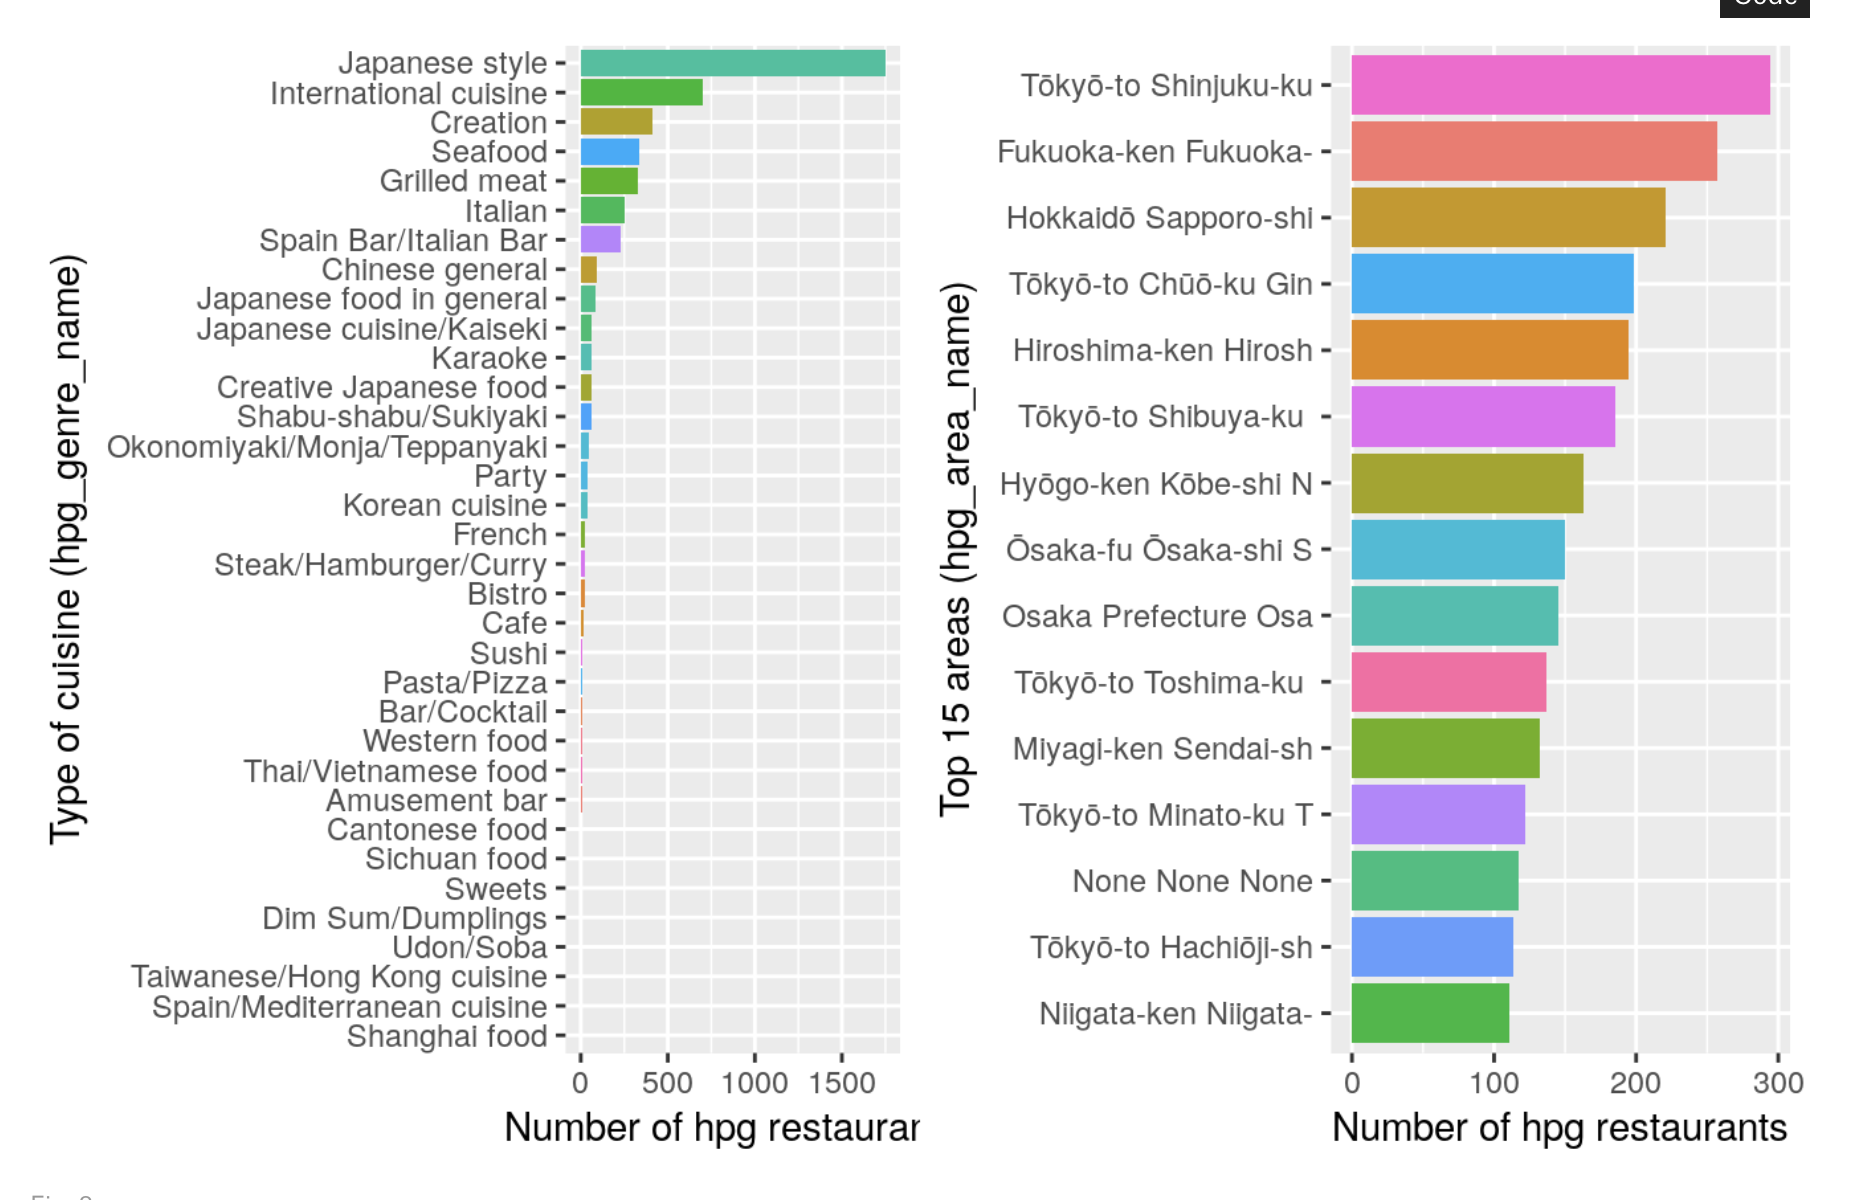 Code
Type of cuisine (hpg_genre_name)
Japanese style
International cuisine
Creation
Seafood
Grilled meat
Italian
Spain Bar/Italian Bar
Chinese general
Japanese food in general
Japanese cuisine/Kaiseki
Karaoke
Creative Japanese food
Shabu-shabu/Sukiyaki
Okonomiyaki/Monja/Teppanyaki
Party
Korean cuisine
French
Steak/Hamburger/Curry
Bistro
Cafe
Sushi
Pasta/Pizza
Bar/Cocktail
Western food
Thai/Vietnamese food
Amusement bar
Cantonese food
Sichuan food
Sweets
Dim Sum/Dumplings
Udon/Soba
Taiwanese/Hong Kong cuisine
Spain/Mediterranean cuisine
Shanghai food
0 500 1000 1500
Number of hpg restaurar
Top 15 areas (hpg_area_name)
Tōkyō-to Shinjuku-ku
Fukuoka-ken Fukuoka-
Hokkaidō Sapporo-shi
Tōkyō-to Chūō-ku Gin
Hiroshima-ken Hirosh
Tōkyō-to Shibuya-ku
Hyōgo-ken Kōbe-shi N
Ōsaka-fu Ōsaka-shi S
Osaka Prefecture Osa
Tōkyō-to Toshima-ku
Miyagi-ken Sendai-sh
Tōkyō-to Minato-ku T
None None None
Tōkyō-to Hachiōji-sh
Niigata-ken Niigata-
0 100 200 300
Number of hpg restaurants